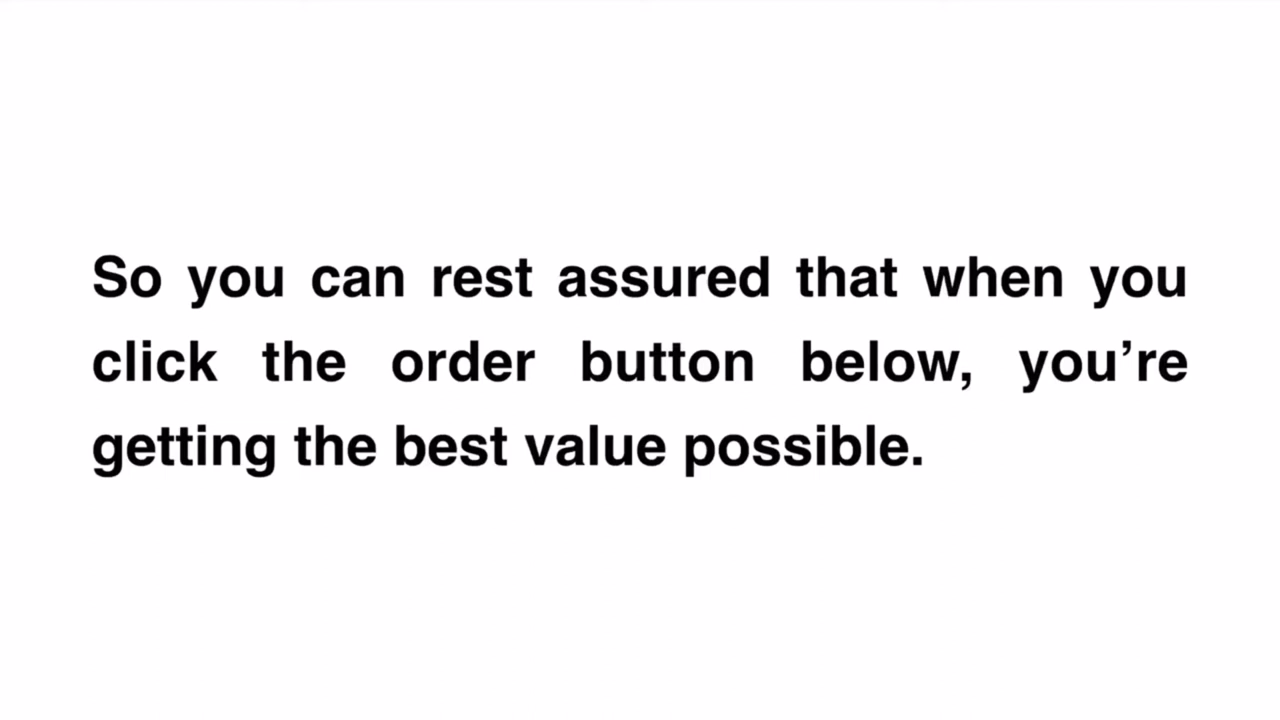 So you can rest assured that when you
click the order button below, you’re
getting the best value possible.